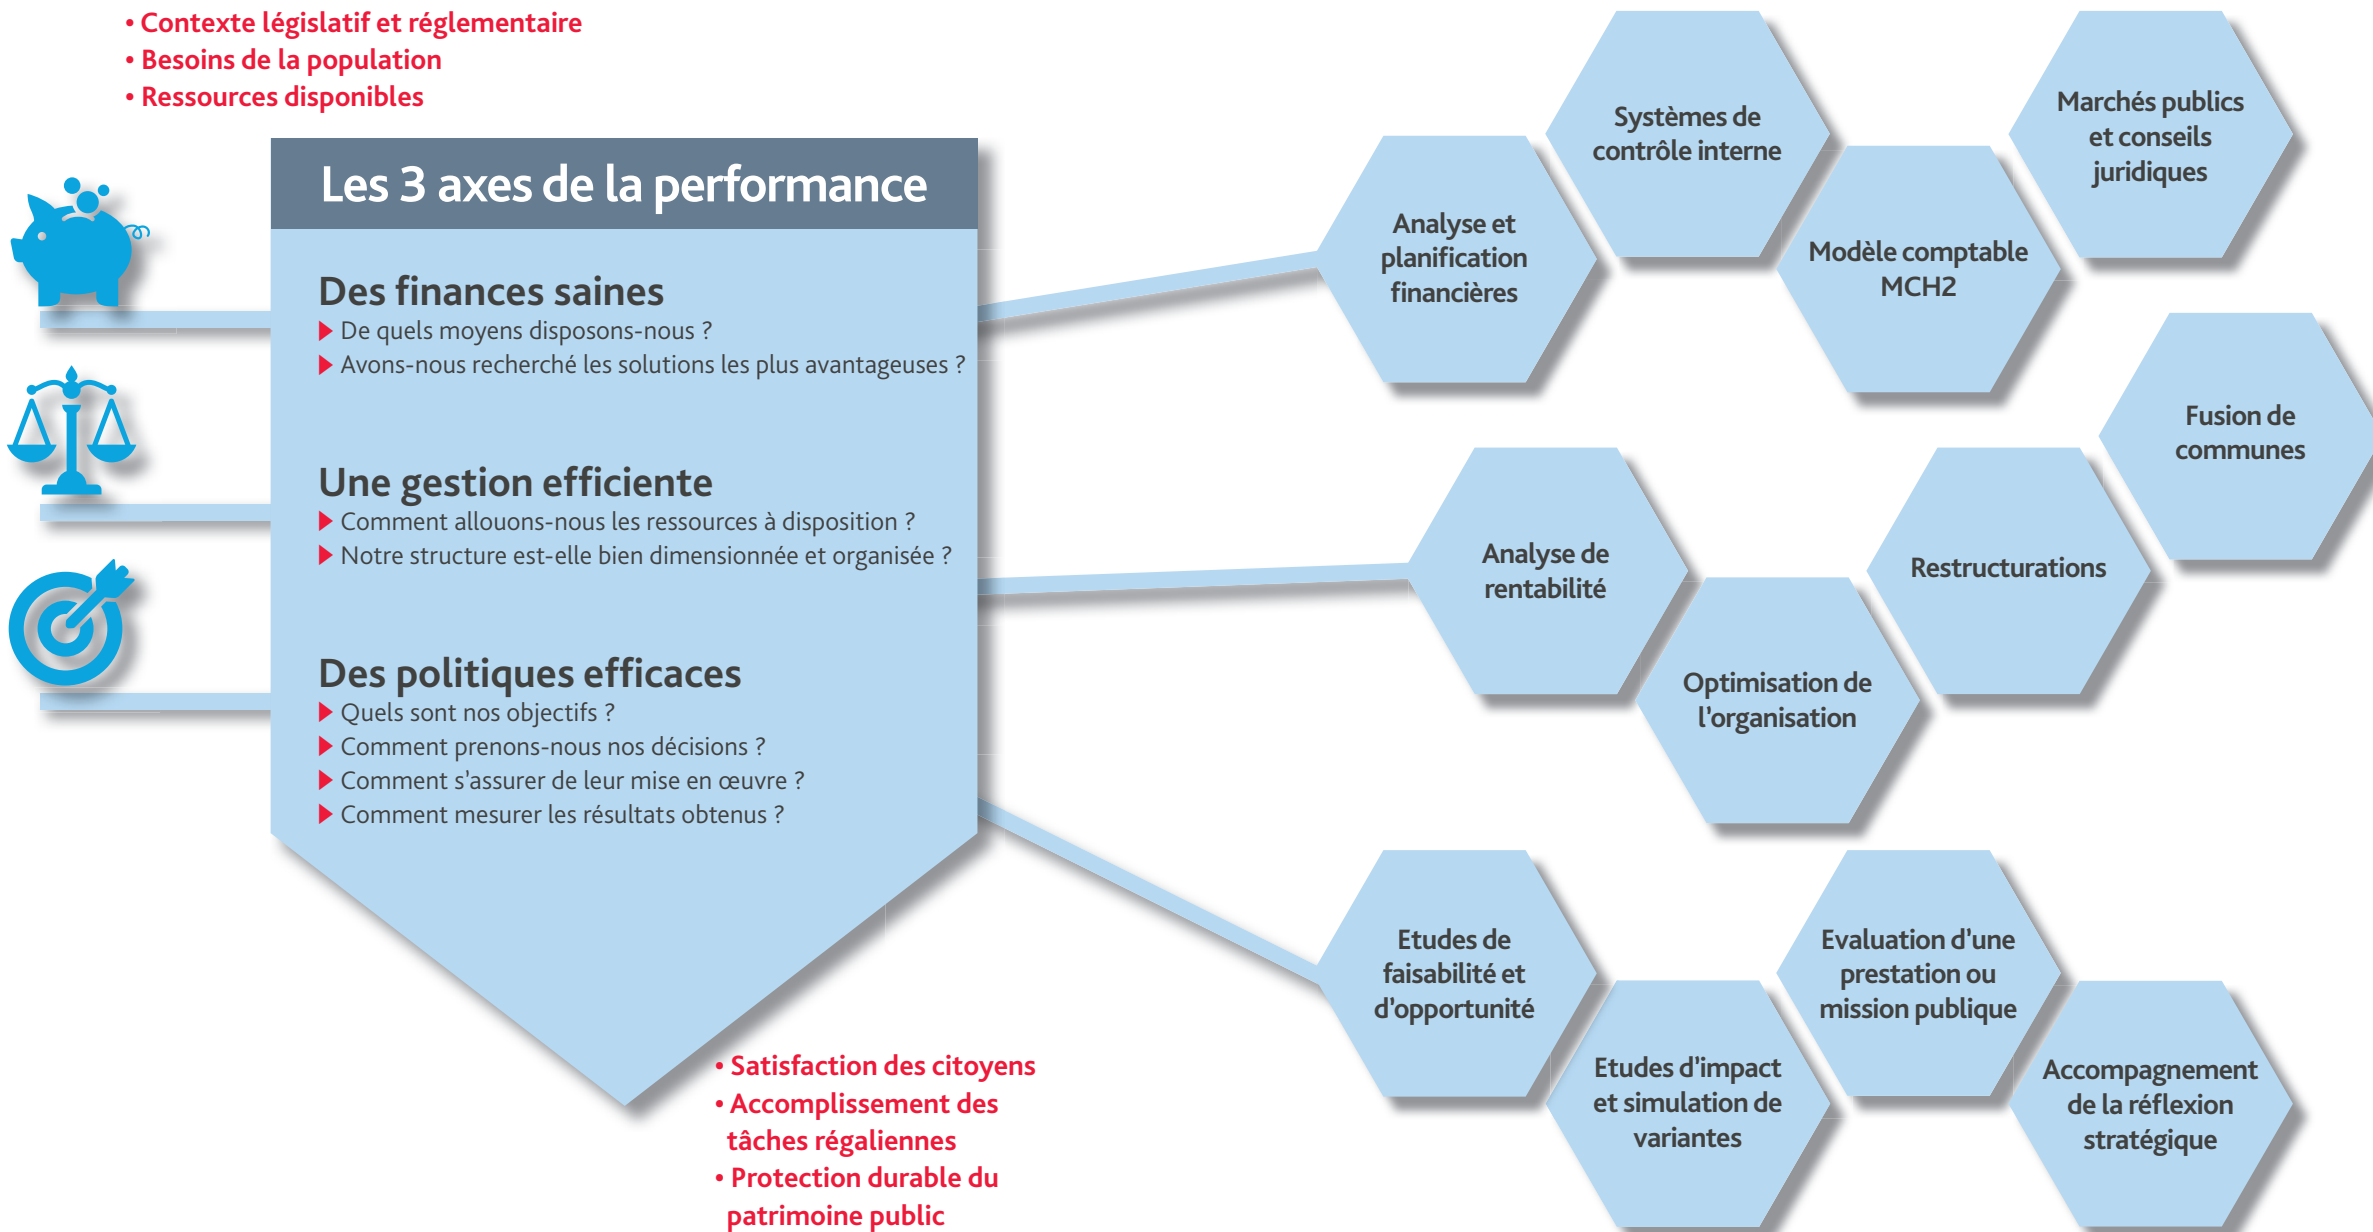 • Contexte législatif et réglementaire
• Besoins de la population
• Ressources disponibles
Les 3 axes de la performance
Des finances saines
De quels moyens disposons-nous ?
Avons-nous recherché les solutions les plus avantageuses ?
Une gestion efficiente
Comment allouons-nous les ressources à disposition ?
Notre structure est-elle bien dimensionnée et organisée ?
Des politiques efficaces
Quels sont nos objectifs ?
Comment prenons-nous nos décisions ?
Comment s'assurer de leur mise en œuvre ?
Comment mesurer les résultats obtenus ?
• Satisfaction des citoyens
• Accomplissement des
tâches régaliennes
• Protection durable du
patrimoine public
Analyse et
planification
financières
Systèmes de
contrôle interne
Modèle comptable
MCH2
Marchés publics
et conseils
juridiques
Analyse de
rentabilité
Optimisation de
l'organisation
Restructurations
Fusion de
communes
Etudes de
faisabilité et
d'opportunité
Etudes d'impact
et simulation de
variantes
Evaluation d'une
prestation ou
mission publique
Accompagnement
de la réflexion
stratégique